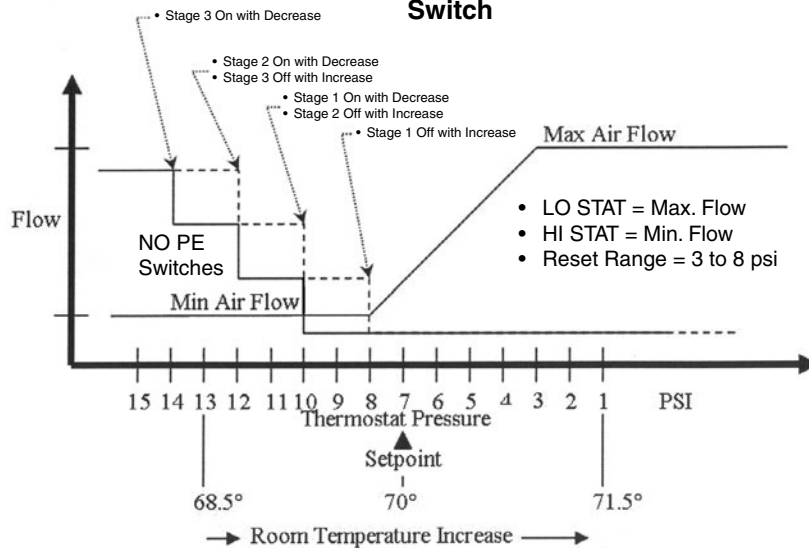 Switch
• Stage 3 On with Decrease
• Stage 2 On with Decrease
• Stage 3 Off with Increase
• Stage 1 On with Decrease
• Stage 2 Off with Increase
• Stage 1 Off with Increase
Max Air Flow
Flow
• LO STAT = Max. Flow
• HI STAT = Min. Flow
• Reset Range = 3 to 8 psi
NO PE
Switches
Min Air Flow
15 14 13 12 11 10 9 8 7 6 5 4 3 2 1 PSI
Thermostat Pressure
Setpoint
68.5° 70° 71.5°
Room Temperature Increase